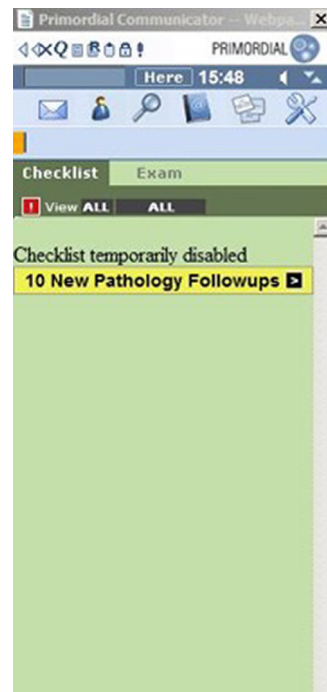 Primordial Communicator -- Webpa...
PRIMORDIAL
Here 15:48
Checklist Exam
! View ALL ALL
Checklist temporarily disabled
10 New Pathology Followups >